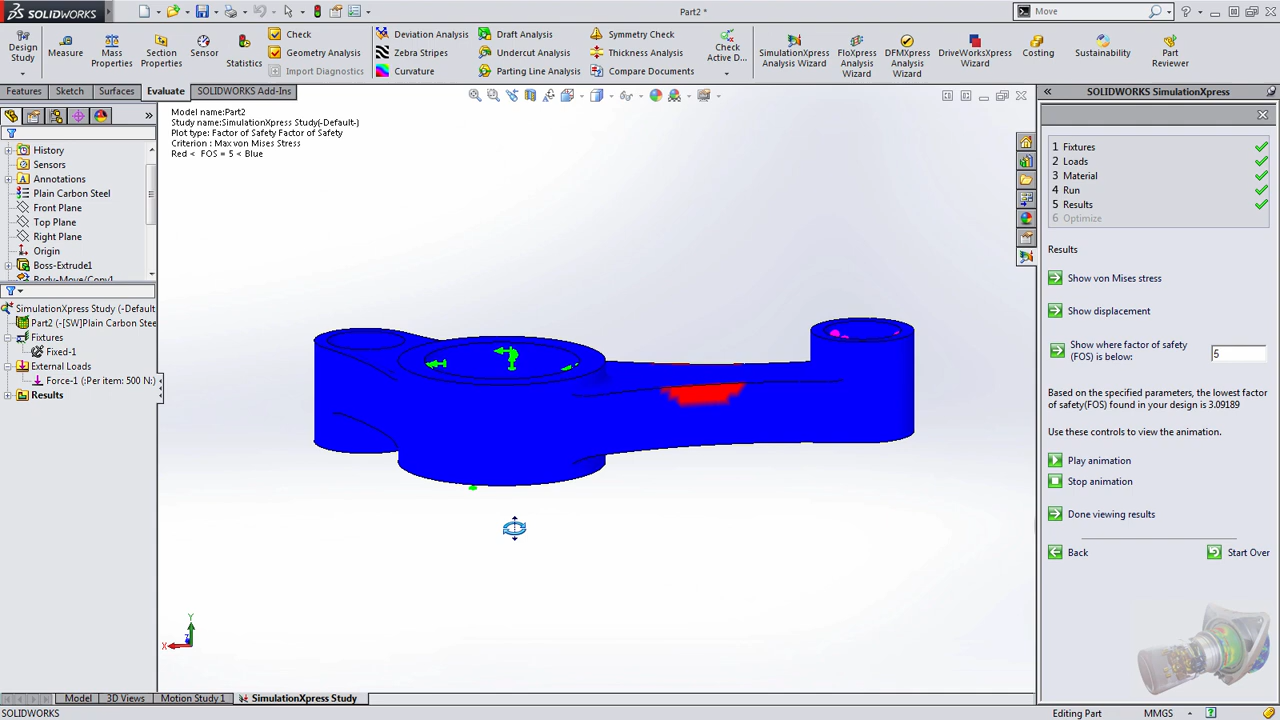 SOLIDWORKS
Part2 *
Move
Design Study
Measure
Mass Properties
Section Properties
Sensor
Statistics
Check
Geometry Analysis
Import Diagnostics
Deviation Analysis
Zebra Stripes
Curvature
Draft Analysis
Undercut Analysis
Parting Line Analysis
Symmetry Check
Thickness Analysis
Compare Documents
Check Active D...
SimulationXpress Analysis Wizard
FloXpress Analysis Wizard
DFMXpress Analysis Wizard
DriveWorksXpress Wizard
Costing
Sustainability
Part Reviewer
Features
Sketch
Surfaces
Evaluate
SOLIDWORKS Add-Ins
History
Sensors
Annotations
Plain Carbon Steel
Front Plane
Top Plane
Right Plane
Origin
Boss-Extrude1
Body-Move/Copy1
SimulationXpress Study (-Default
Part2 (-[SW]Plain Carbon Stee
Fixtures
Fixed-1
External Loads
Force-1 (:Per item: 500 N:)
Results
Model name:Part2
Study name:SimulationXpress Study(-Default-)
Plot type: Factor of Safety Factor of Safety
Criterion : Max von Mises Stress
Red < FOS = 5 < Blue
Y
X
Z
SOLIDWORKS SimulationXpress
1 Fixtures
2 Loads
3 Material
4 Run
5 Results
6 Optimize
Results
Show von Mises stress
Show displacement
Show where factor of safety
(FOS) is below:
5
Based on the specified parameters, the lowest factor
of safety(FOS) found in your design is 3.09189
Use these controls to view the animation.
Play animation
Stop animation
Done viewing results
Back
Start Over
Model
3D Views
Motion Study 1
SimulationXpress Study
SOLIDWORKS
Editing Part
MMGS